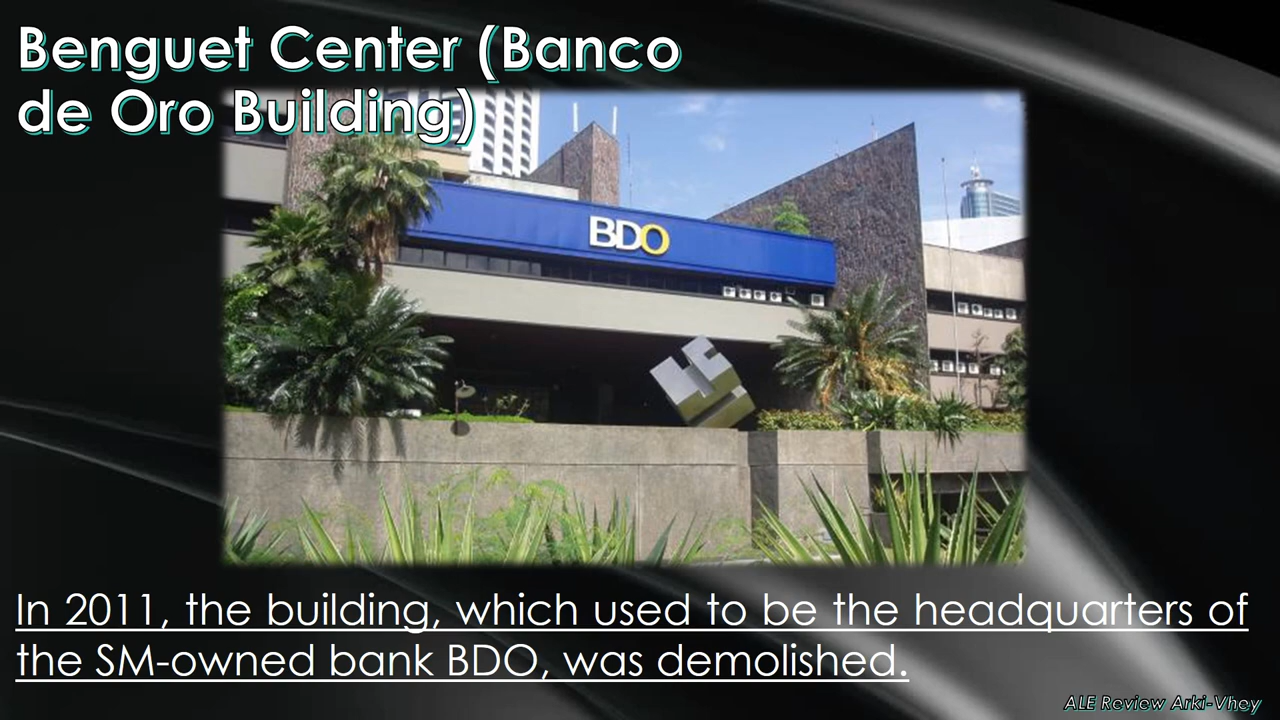 Benguet Center (Banco
de Oro Building)
BDO
In 2011, the building, which used to be the headquarters of
the SM-owned bank BDO, was demolished.
ALE Review Arki-Vhey